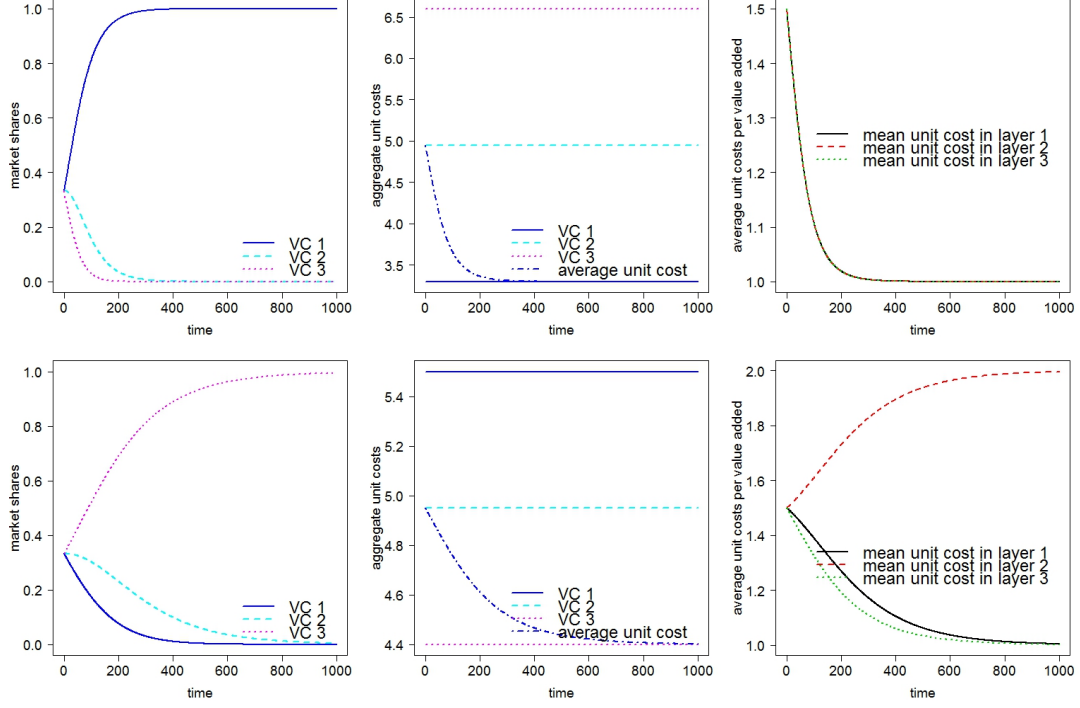 market shares
1.0
0.8
0.6
0.4
0.2
0.0
VC 1
VC 2
VC 3
0 200 400 600 800 1000
time
aggregate unit costs
6.5
6.0
5.5
5.0
4.5
4.0
3.5
VC 1
VC 2
VC 3
average unit cost
0 200 400 600 800 1000
time
average unit costs per value added
1.5
1.4
1.3
1.2
1.1
1.0
mean unit cost in layer 1
mean unit cost in layer 2
mean unit cost in layer 3
0 200 400 600 800 1000
time
market shares
1.0
0.8
0.6
0.4
0.2
0.0
VC 1
VC 2
VC 3
0 200 400 600 800 1000
time
aggregate unit costs
5.4
5.2
5.0
4.8
4.6
4.4
VC 1
VC 2
VC 3
average unit cost
0 200 400 600 800 1000
time
average unit costs per value added
2.0
1.8
1.6
1.4
1.2
1.0
mean unit cost in layer 1
mean unit cost in layer 2
mean unit cost in layer 3
0 200 400 600 800 1000
time